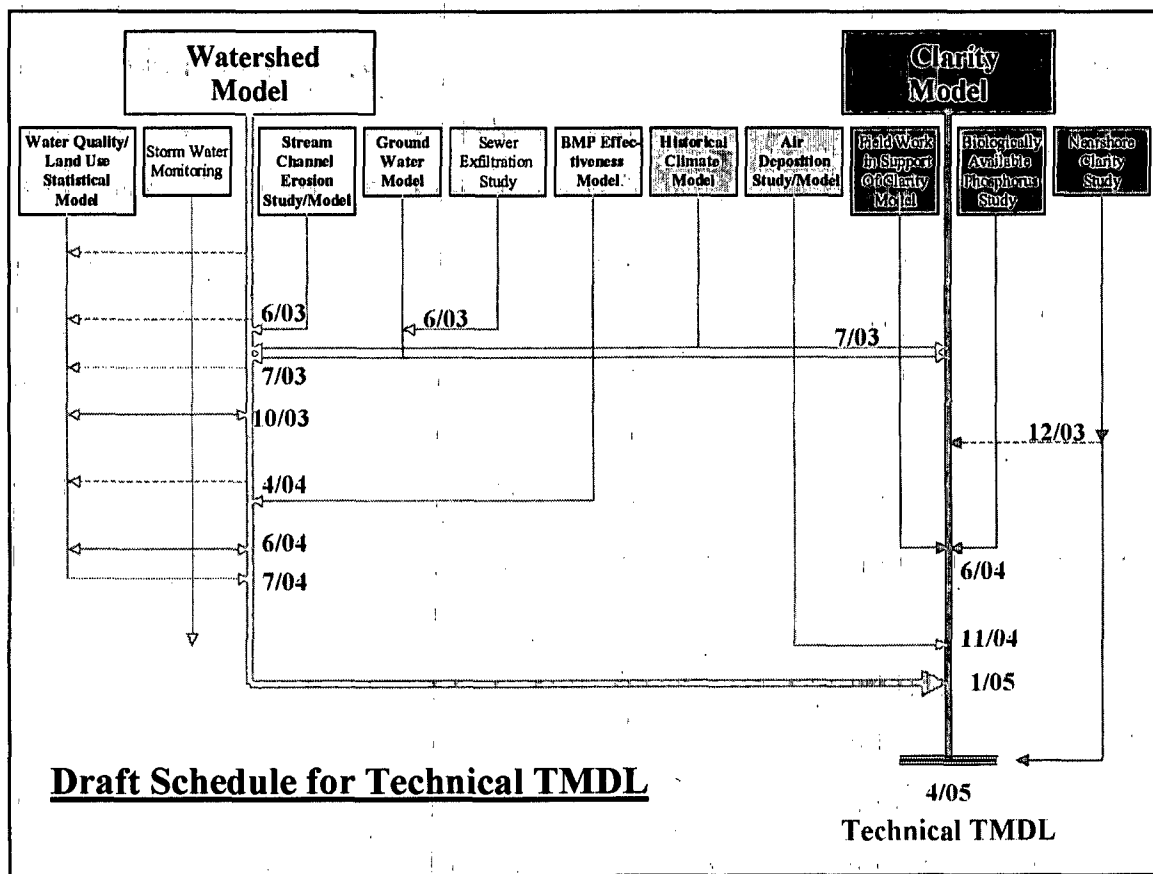 Watershed
Model
Clarity
Model
Water Quality/
Land Use
Statistical
Model
Storm Water
Monitoring
Stream
Channel
Erosion
Study/Model
Ground
Water
Model
Sewer
Exfiltration
Study
BMP Effec-
tiveness
Model.
Historical
Climate
Model
Air
Deposition
Study/Model
Field Work
In Support
Of Clarity
Model
Biologically
Available
Phosphorus
Study
Nearshore
Clarity
Study
6/03
6/03
7/03
7/03
10/03
12/03
4/04
6/04
6/04
7/04
11/04
1/05
Draft Schedule for Technical TMDL
4/05
Technical TMDL